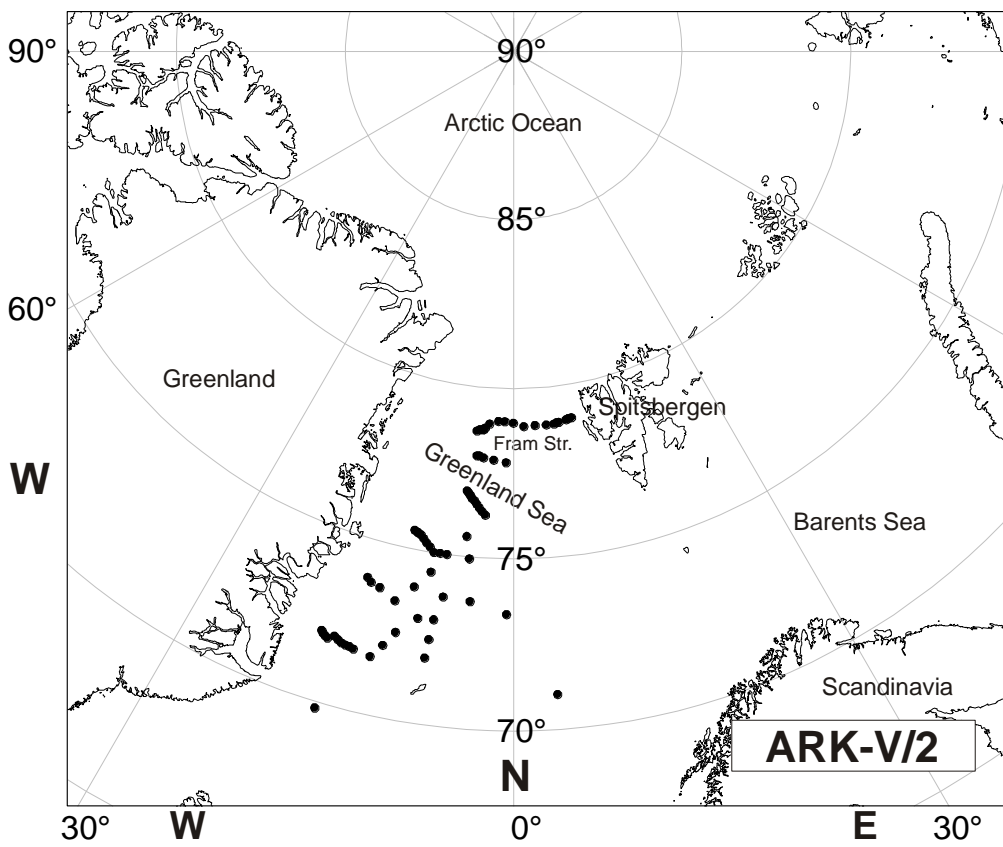 90°
90°
Arctic Ocean
85°
60°
Greenland
Spitsbergen
Fram Str.
Greenland Sea
W
Barents Sea
75°
Scandinavia
70°
ARK-V/2
N
30°
W
0°
E
30°